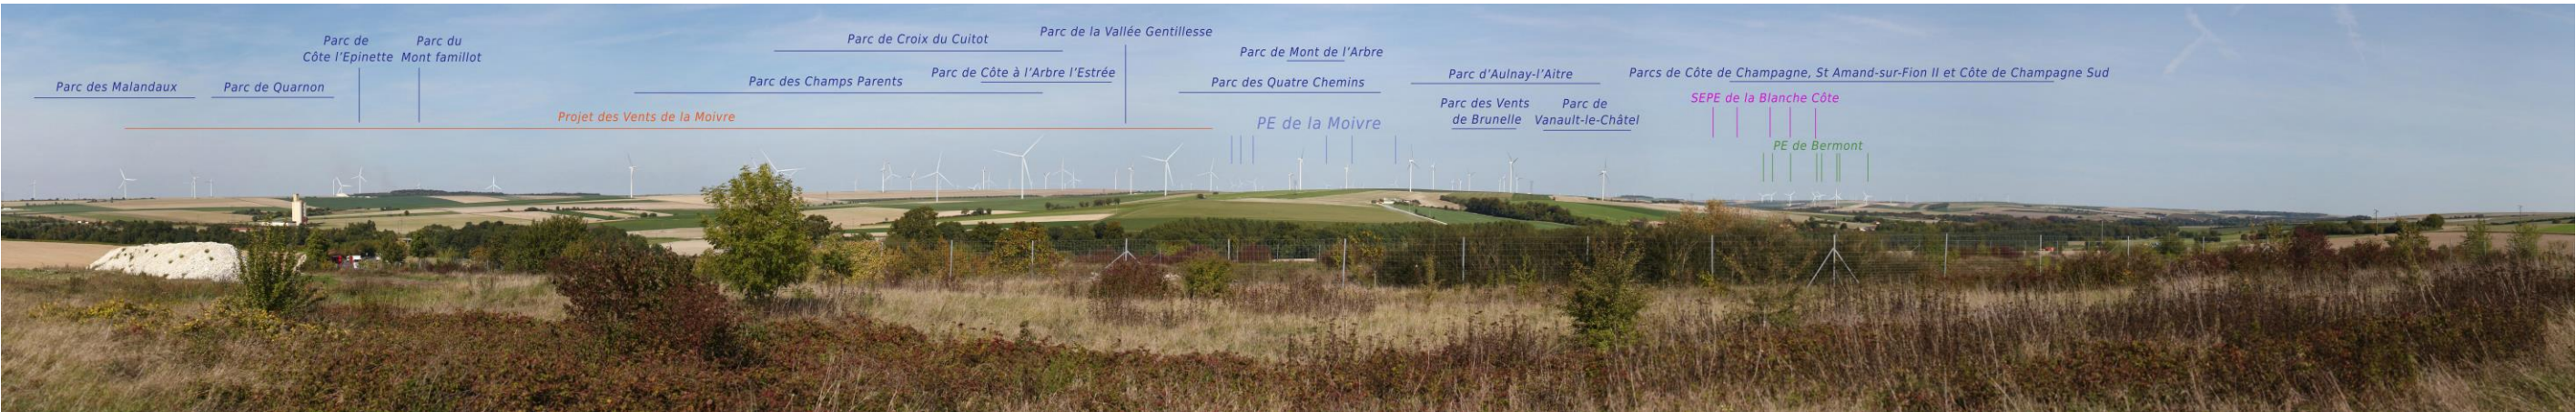 Parc des Malandaux
Parc de Quarnon
Parc de
Côte l’Epinette
Parc du
Mont famillot
Projet des Vents de la Moivre
Parc de Croix du Cuitot
Parc des Champs Parents
Parc de Côte à l’Arbre l’Estrée
Parc de la Vallée Gentillesse
Parc de Mont de l’Arbre
Parc des Quatre Chemins
PE de la Moivre
Parc d’Aulnay-l’Aitre
Parc des Vents
de Brunelle
Parc de
Vanault-le-Châtel
Parcs de Côte de Champagne, St Amand-sur-Fion II et Côte de Champagne Sud
SEPE de la Blanche Côte
PE de Bermont